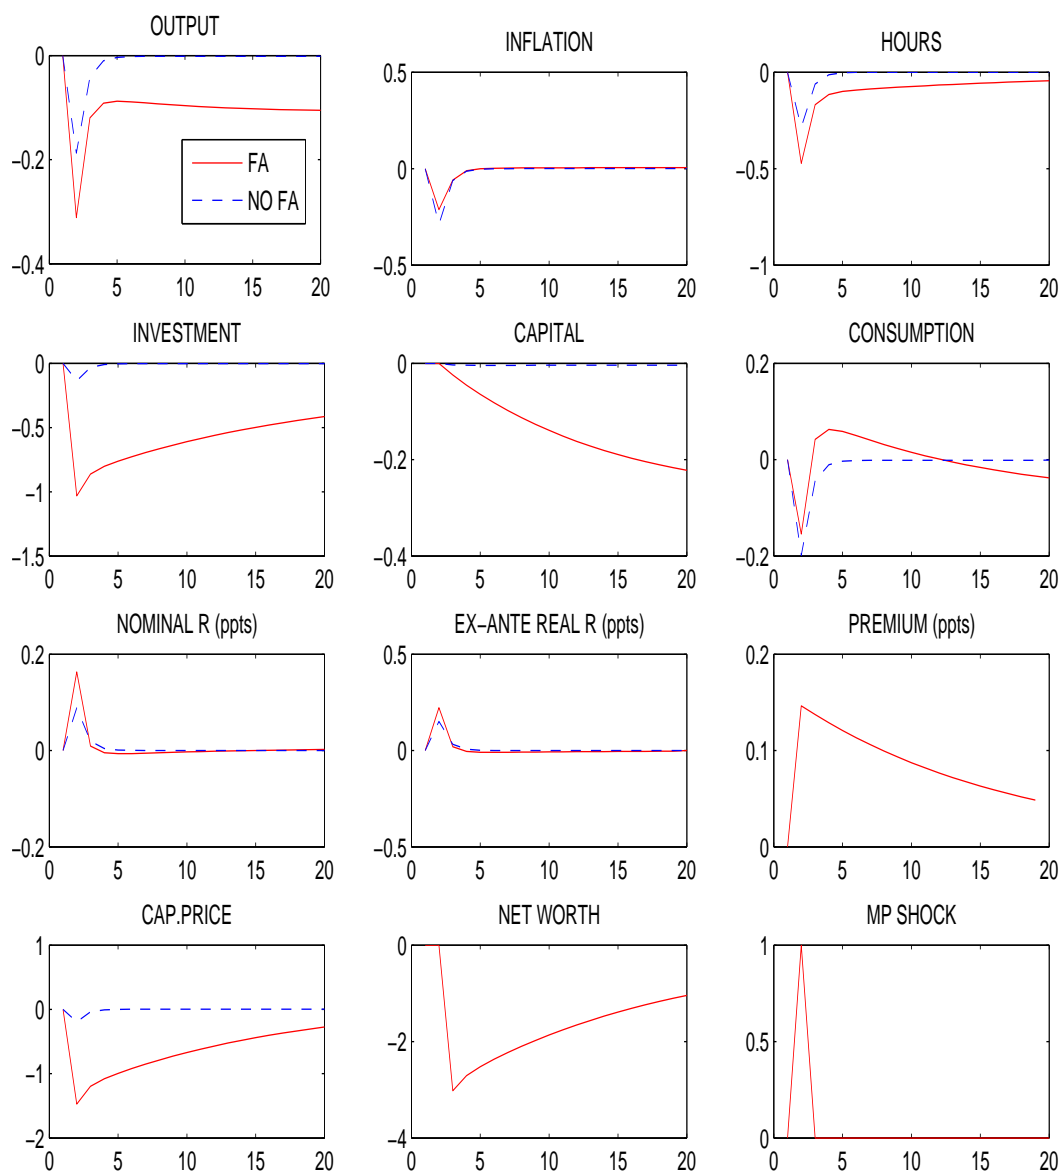 OUTPUT
INFLATION
HOURS
0
−0.2
−0.4
0 5 10 15 20
FA
NO FA
0.5
0
−0.5
0 5 10 15 20
0
−0.5
−1
0 5 10 15 20
INVESTMENT
CAPITAL
CONSUMPTION
0
−0.5
−1
−1.5
0 5 10 15 20
0
−0.2
−0.4
0 5 10 15 20
0.2
0
−0.2
0 5 10 15 20
NOMINAL R (ppts)
EX−ANTE REAL R (ppts)
PREMIUM (ppts)
0.2
0
−0.2
0 5 10 15 20
0.5
0
−0.5
0 5 10 15 20
0.2
0.1
0
0 5 10 15 20
CAP.PRICE
NET WORTH
MP SHOCK
1
0
−1
−2
0 5 10 15 20
0
−2
−4
0 5 10 15 20
1
0.5
0
0 5 10 15 20